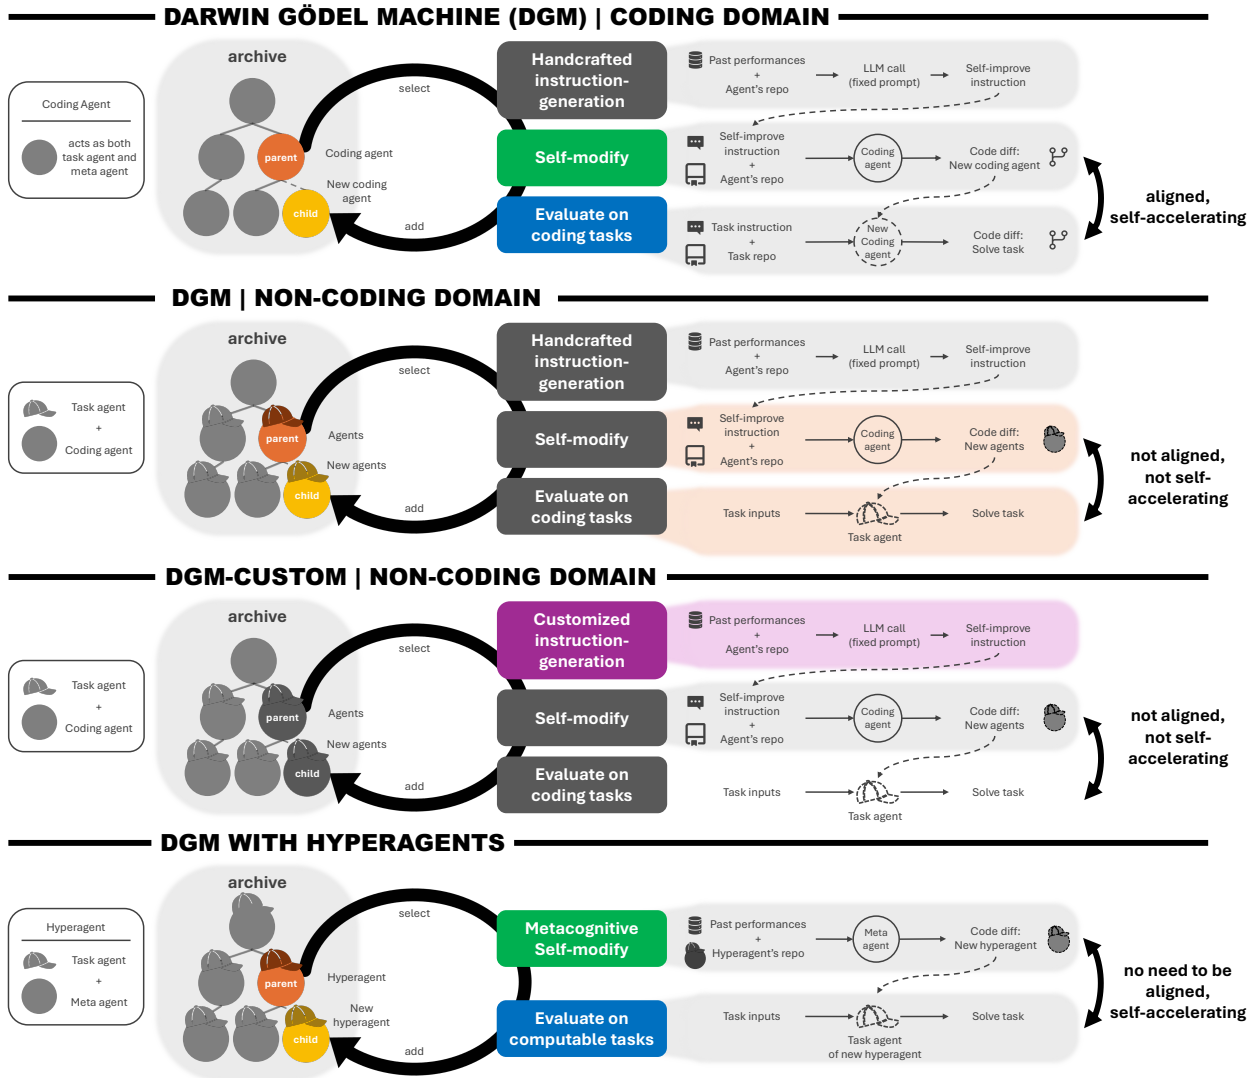 DARWIN GÖDEL MACHINE (DGM) | CODING DOMAIN
archive
Coding Agent
acts as both
task agent and
meta agent
parent
child
Coding agent
New coding
agent
select
add
Handcrafted
instruction-
generation
Self-modify
Evaluate on
coding tasks
Past performances
+
Agent's repo
LLM call
(fixed prompt)
Self-improve
instruction
Self-improve
instruction
+
Agent's repo
Coding
agent
Code diff:
New coding agent
Task instruction
+
Task repo
New
Coding
agent
Code diff:
Solve task
aligned,
self-accelerating
DGM | NON-CODING DOMAIN
archive
Task agent
+
Coding agent
parent
child
Agents
New agents
select
add
Handcrafted
instruction-
generation
Self-modify
Evaluate on
coding tasks
Past performances
+
Agent's repo
LLM call
(fixed prompt)
Self-improve
instruction
Self-improve
instruction
+
Agent's repo
Coding
agent
Code diff:
New agents
Task inputs
Task agent
Solve task
not aligned,
not self-
accelerating
DGM-CUSTOM | NON-CODING DOMAIN
archive
Task agent
+
Coding agent
parent
child
Agents
New agents
select
add
Customized
instruction-
generation
Self-modify
Evaluate on
coding tasks
Past performances
+
Agent's repo
LLM call
(fixed prompt)
Self-improve
instruction
Self-improve
instruction
+
Agent's repo
Coding
agent
Code diff:
New agents
Task inputs
Task agent
Solve task
not aligned,
not self-
accelerating
DGM WITH HYPERAGENTS
archive
Hyperagent
Task agent
+
Meta agent
parent
child
Hyperagent
New
hyperagent
select
add
Metacognitive
Self-modify
Evaluate on
computable tasks
Past performances
+
Hyperagent's repo
Meta
agent
Code diff:
New hyperagent
Task inputs
Task agent
of new hyperagent
Solve task
no need to be
aligned,
self-accelerating